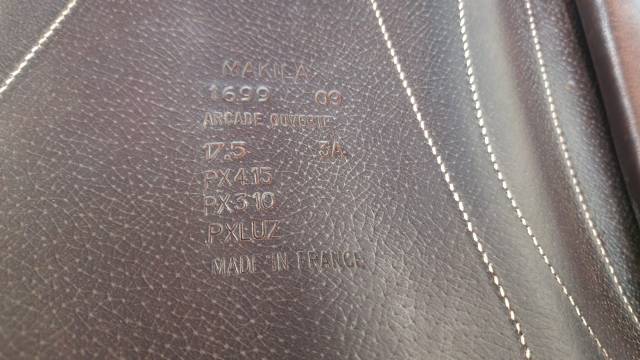 MAKILA
1699 09
ARCADE OUVERTE
17.5 3A
PX415
PX310
PXLUZ
MADE IN FRANCE